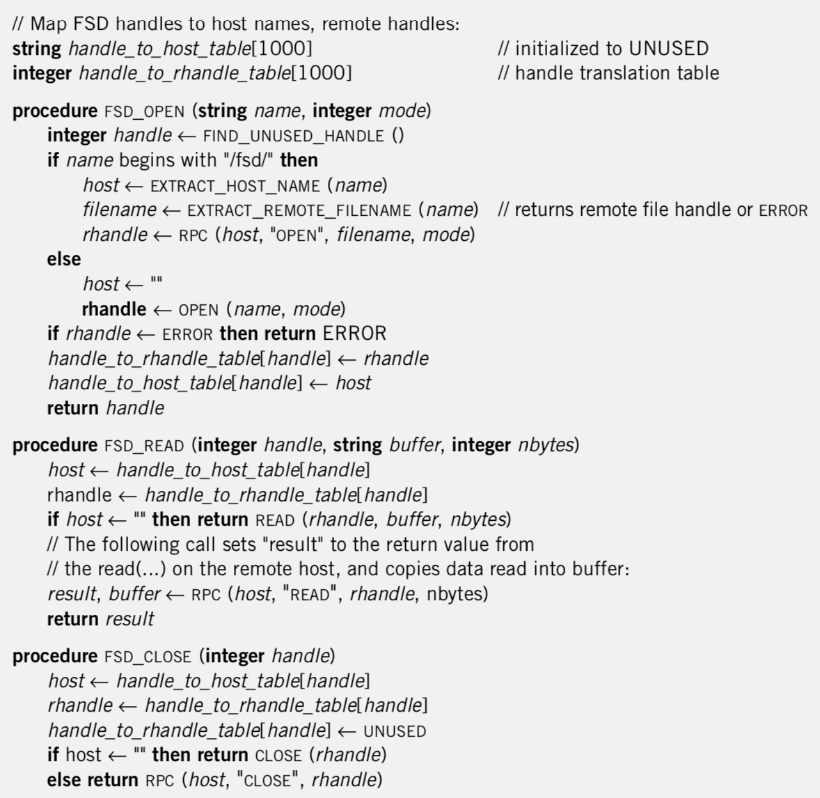 // Map FSD handles to host names, remote handles:
string handle_to_host_table[1000] // initialized to UNUSED
integer handle_to_rhandle_table[1000] // handle translation table
procedure FSD_OPEN (string name, integer mode)
integer handle ← FIND_UNUSED_HANDLE ()
if name begins with "/fsd/" then
host ← EXTRACT_HOST_NAME (name)
filename ← EXTRACT_REMOTE_FILENAME (name) // returns remote file handle or ERROR
rhandle ← RPC (host, "OPEN", filename, mode)
else
host ← ""
rhandle ← OPEN (name, mode)
if rhandle ← ERROR then return ERROR
handle_to_rhandle_table[handle] ← rhandle
handle_to_host_table[handle] ← host
return handle
procedure FSD_READ (integer handle, string buffer, integer nbytes)
host ← handle_to_host_table[handle]
rhandle ← handle_to_rhandle_table[handle]
if host ← "" then return READ (rhandle, buffer, nbytes)
// The following call sets "result" to the return value from
// the read(...) on the remote host, and copies data read into buffer:
result, buffer ← RPC (host, "READ", rhandle, nbytes)
return result
procedure FSD_CLOSE (integer handle)
host ← handle_to_host_table[handle]
rhandle ← handle_to_rhandle_table[handle]
handle_to_rhandle_table[handle] ← UNUSED
if host ← "" then return CLOSE (rhandle)
else return RPC (host, "CLOSE", rhandle)